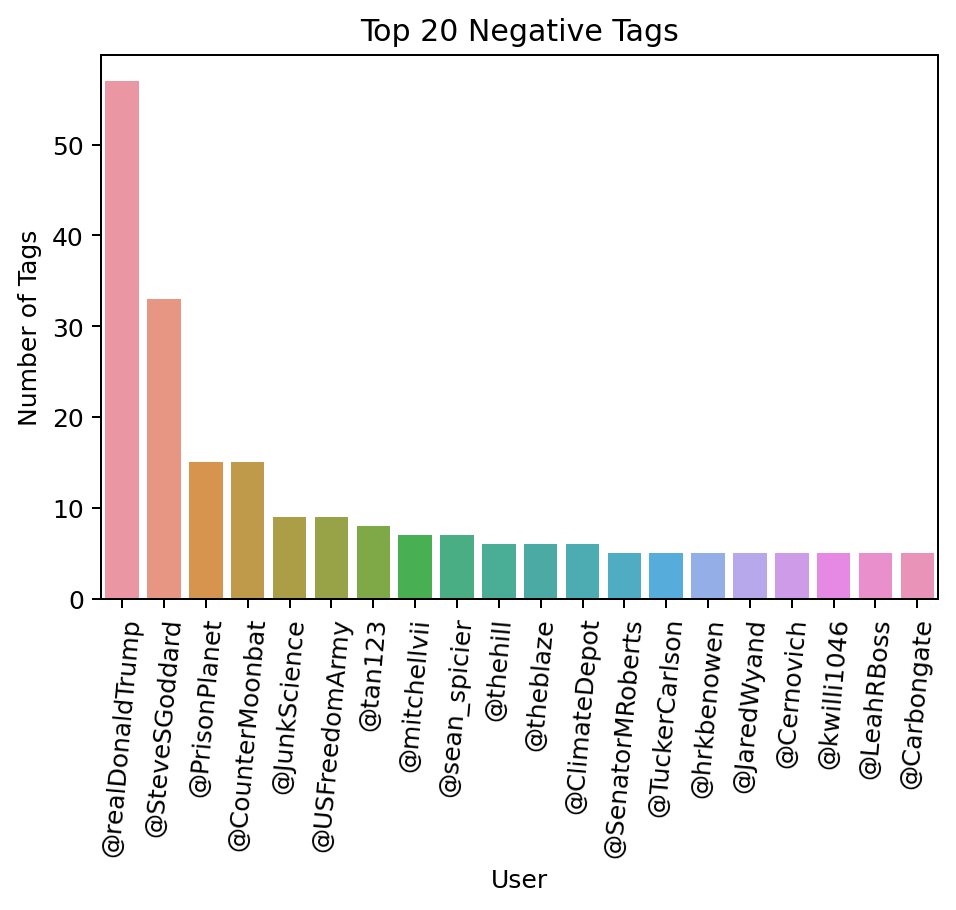 Top 20 Negative Tags
Number of Tags
50
40
30
20
10
0
@realDonaldTrump
@SteveSGoddard
@PrisonPlanet
@CounterMoonbat
@JunkScience
@USFreedomArmy
@tan123
@mitchellvii
@sean_spicier
@thehill
@theblaze
@ClimateDepot
@SenatorMRoberts
@TuckerCarlson
@hrkbenowen
@JaredWyand
@Cernovich
@kwilli1046
@LeahRBoss
@Carbongate
User